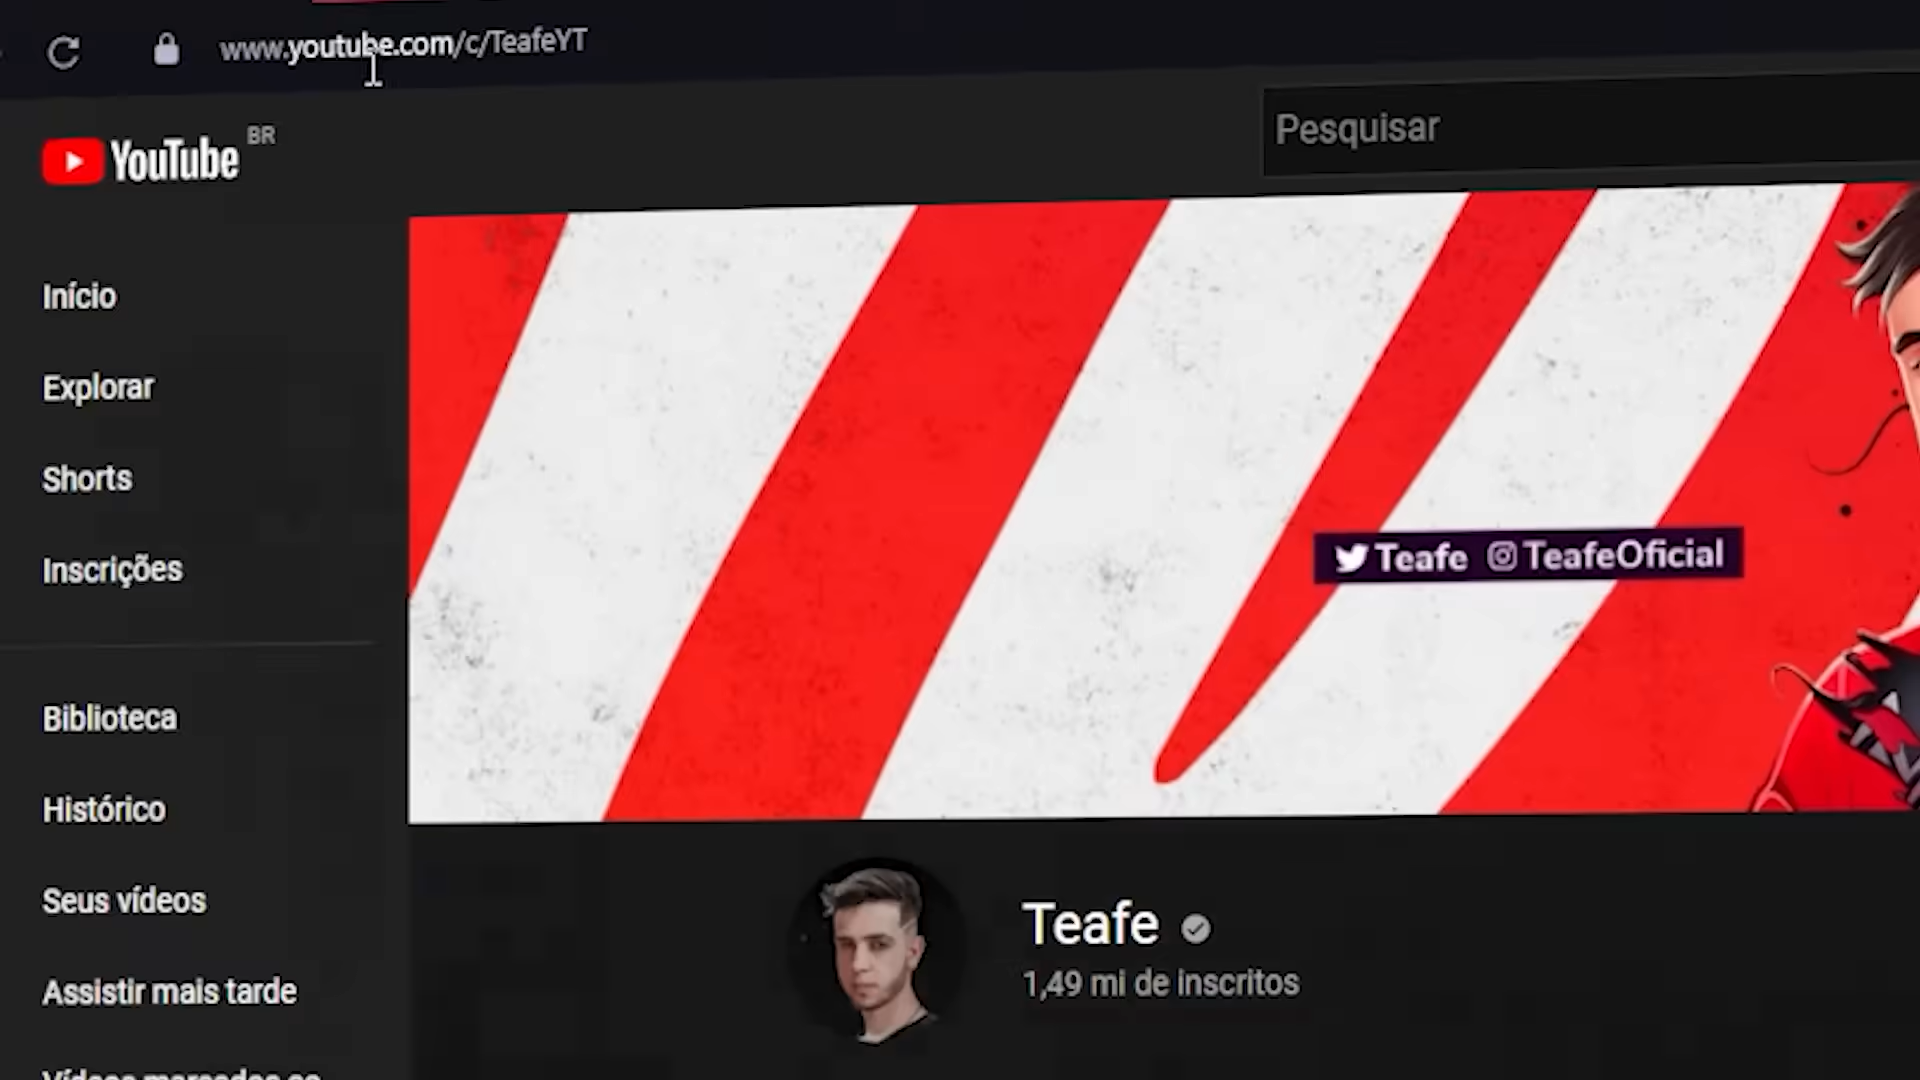 www.youtube.com/c/TeafeYT
YouTube BR
Pesquisar
Início
Explorar
Shorts
Inscrições
Biblioteca
Histórico
Seus vídeos
Assistir mais tarde
Teafe TeafeOficial
Teafe
1,49 mi de inscritos